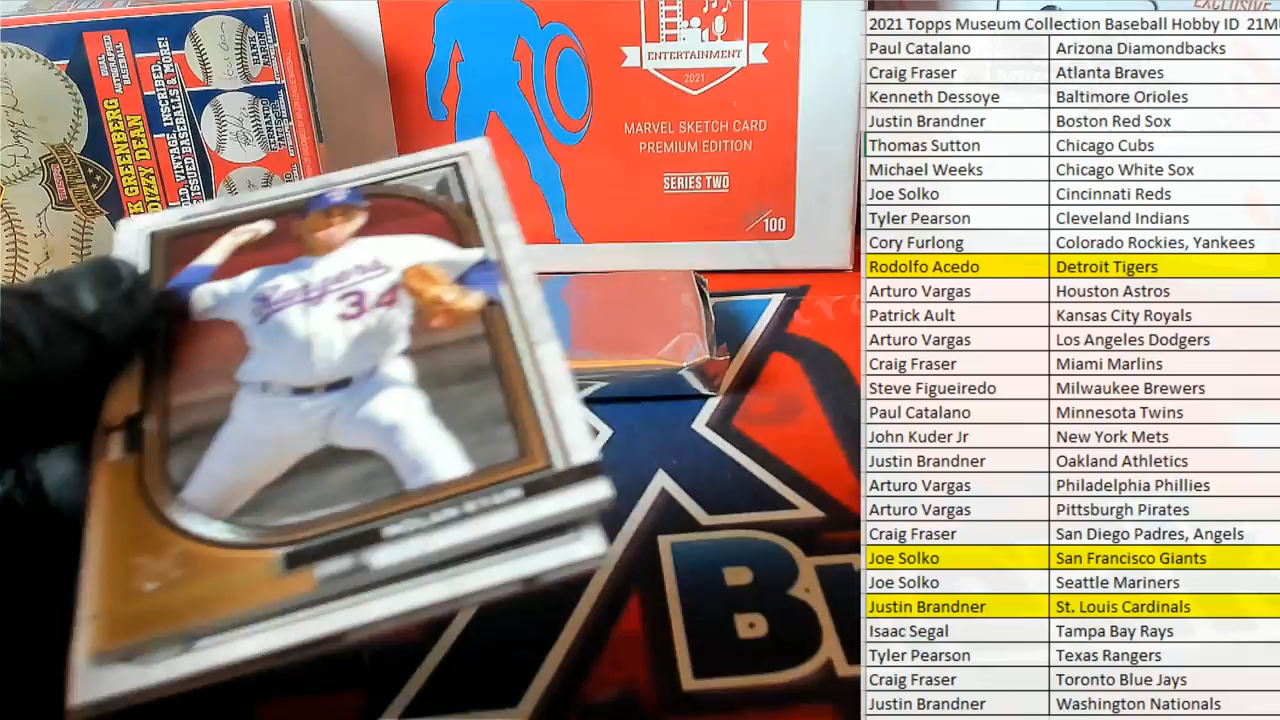 DUAL
AUTOGRAPHED
BASEBALL
K GREENBERG
DIZZY DEAN
HANK
AARON
FERNANDO
ENTERTAINMENT
2021
MARVEL SKETCH CARD
PREMIUM EDITION
SERIES TWO
/100
Rangers
34
B
EXCLUSIVE
2021 Topps Museum Collection Baseball Hobby ID 21M
Paul Catalano Arizona Diamondbacks
Craig Fraser Atlanta Braves
Kenneth Dessoye Baltimore Orioles
Justin Brandner Boston Red Sox
Thomas Sutton Chicago Cubs
Michael Weeks Chicago White Sox
Joe Solko Cincinnati Reds
Tyler Pearson Cleveland Indians
Cory Furlong Colorado Rockies, Yankees
Rodolfo Acedo Detroit Tigers
Arturo Vargas Houston Astros
Patrick Ault Kansas City Royals
Arturo Vargas Los Angeles Dodgers
Craig Fraser Miami Marlins
Steve Figueiredo Milwaukee Brewers
Paul Catalano Minnesota Twins
John Kuder Jr New York Mets
Justin Brandner Oakland Athletics
Arturo Vargas Philadelphia Phillies
Arturo Vargas Pittsburgh Pirates
Craig Fraser San Diego Padres, Angels
Joe Solko San Francisco Giants
Joe Solko Seattle Mariners
Justin Brandner St. Louis Cardinals
Isaac Segal Tampa Bay Rays
Tyler Pearson Texas Rangers
Craig Fraser Toronto Blue Jays
Justin Brandner Washington Nationals